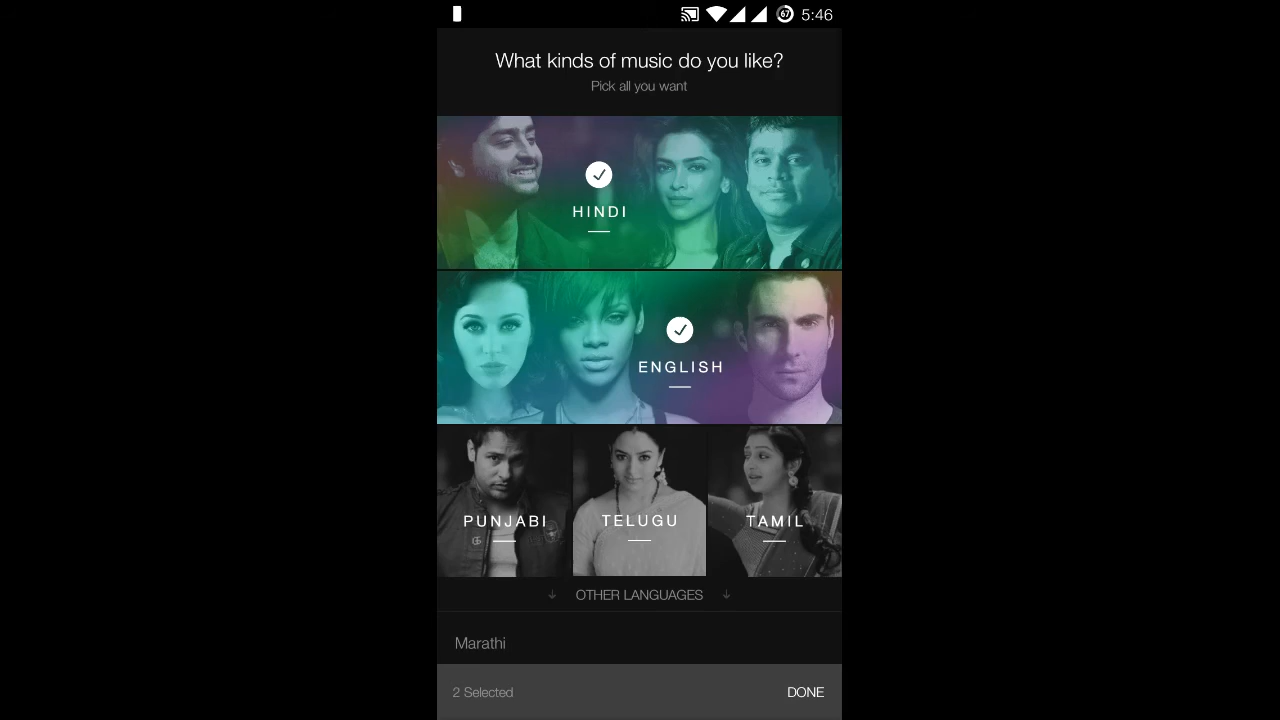 67 5:46
What kinds of music do you like?
Pick all you want
HINDI
ENGLISH
PUNJABI TELUGU TAMIL
OTHER LANGUAGES
Marathi
2 Selected DONE